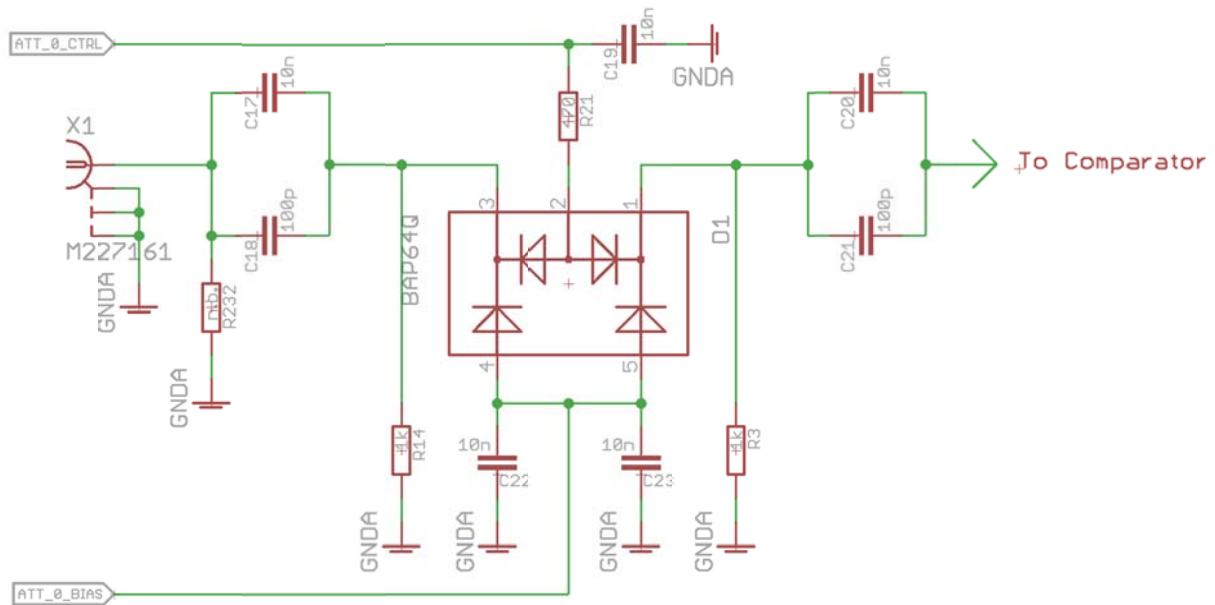 ATT_0_CTRL
10n
C19
GNDA
10n
C17
470
R21
10n
C20
X1
To Comparator
3
2
1
100p
C18
BAP64Q
D1
100p
C21
M227161
GNDA
n.b.
R232
4
5
GNDA
1k
R14
10n
C22
10n
C23
1k
R3
GNDA
GNDA
GNDA
GNDA
ATT_0_BIAS